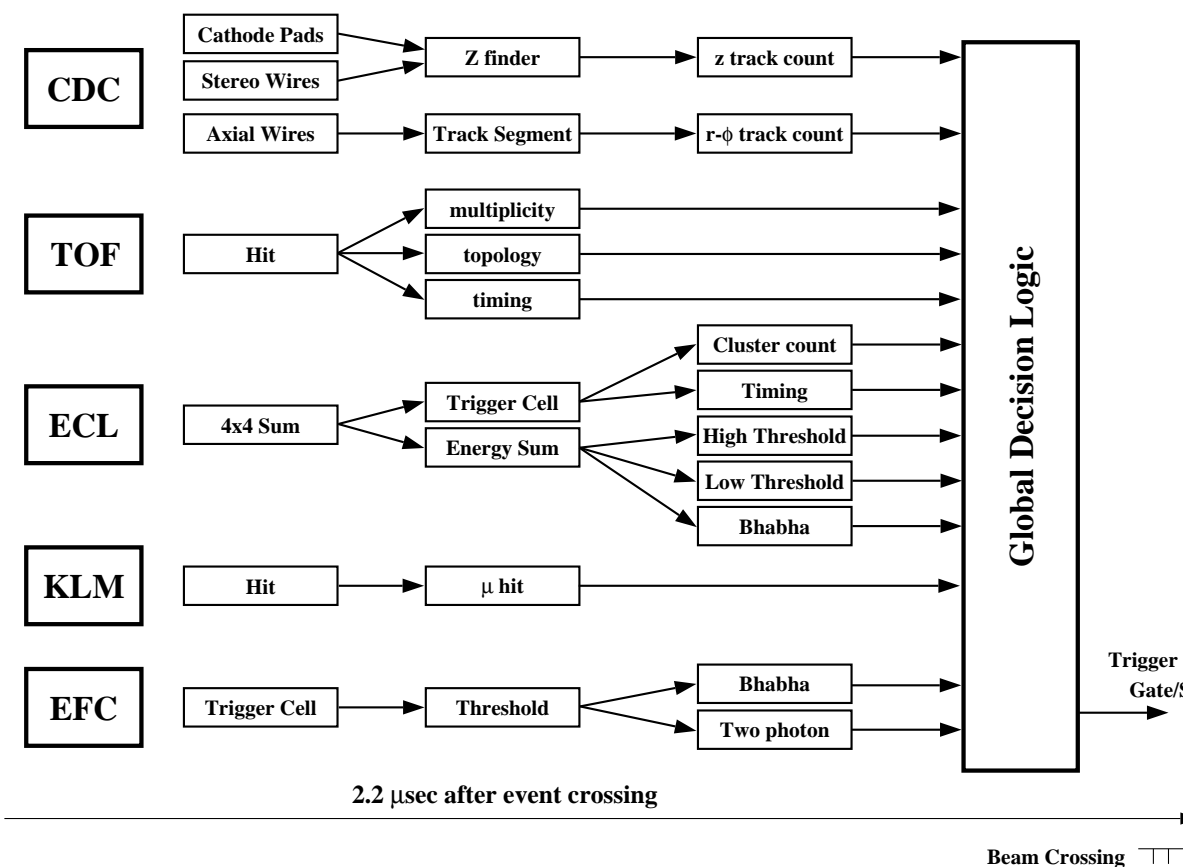 CDC
Cathode Pads
Stereo Wires
Axial Wires
Z finder
Track Segment
z track count
r-ϕ track count
TOF
Hit
multiplicity
topology
timing
ECL
4x4 Sum
Trigger Cell
Energy Sum
Cluster count
Timing
High Threshold
Low Threshold
Bhabha
KLM
Hit
μ hit
EFC
Trigger Cell
Threshold
Bhabha
Two photon
Global Decision Logic
Trigger
Gate/
2.2 μsec after event crossing
Beam Crossing